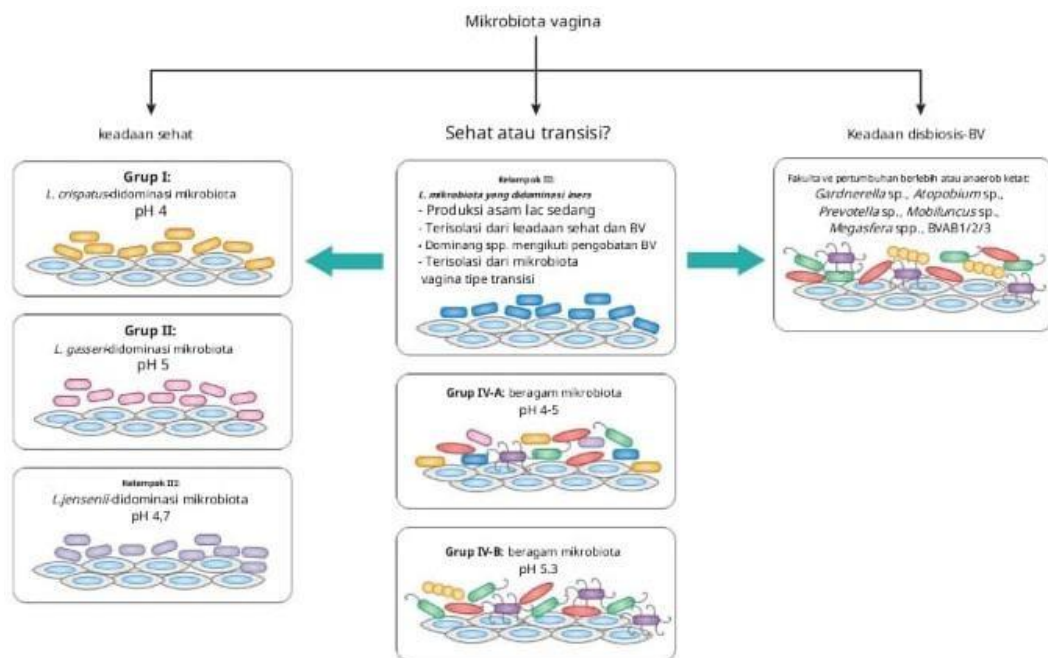 Mikrobiota vagina
keadaan sehat
Grup I:
L. crispatus-didominasi mikrobiota
pH 4
Grup II:
L. gasseri-didominasi mikrobiota
pH 5
Kelompok III:
L.jensenii-didominasi mikrobiota
pH 4,7
Sehat atau transisi?
Kelompok III:
L. mikrobiota yang didominasi iners
- Produksi asam lac sedang
- Terisolasi dari keadaan sehat dan BV
- Dominang spp. mengikuti pengobatan BV
- Terisolasi dari mikrobiota
vagina tipe transisi
Grup IV-A: beragam mikrobiota
pH 4-5
Grup IV-B: beragam mikrobiota
pH 5.3
Keadaan disbiosis-BV
Fakulta ve pertumbuhan berlebih atau anaerob ketat:
Gardnerella sp., Atopobium sp.,
Prevotella sp., Mobiluncus sp.,
Megasfera spp., BVAB1/2/3